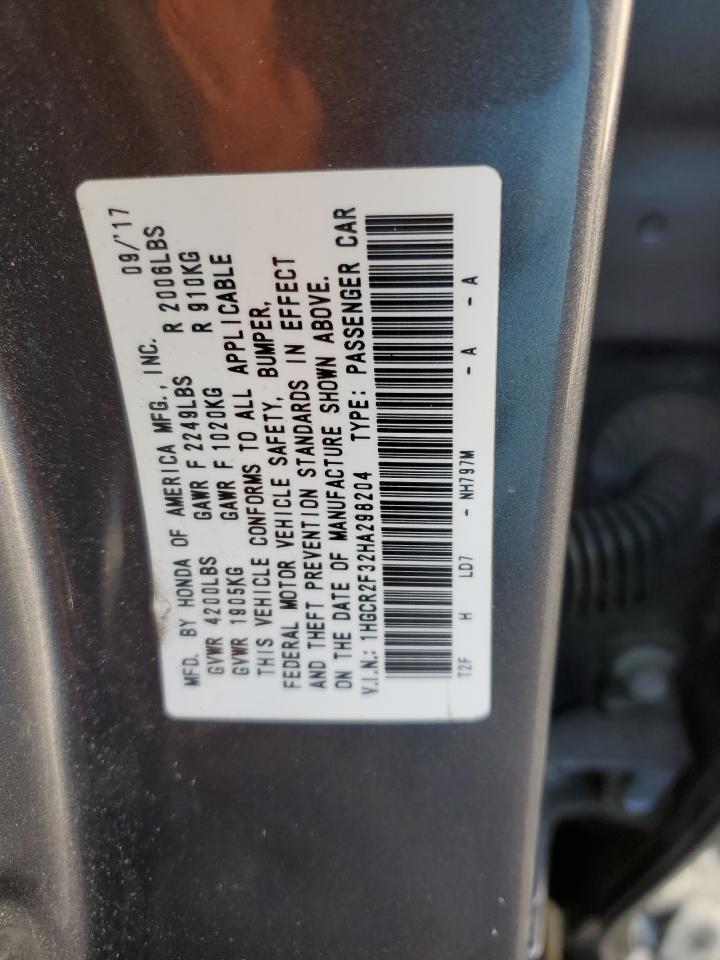 MFD. BY HONDA OF AMERICA MFG., INC. 09/'17
GVWR 4200LBS GAWR F 2249LBS R 2006LBS
GVWR 1905KG GAWR F 1020KG R 910KG
THIS VEHICLE CONFORMS TO ALL APPLICABLE
FEDERAL MOTOR VEHICLE SAFETY, BUMPER,
AND THEFT PREVENTION STANDARDS IN EFFECT
ON THE DATE OF MANUFACTURE SHOWN ABOVE.
V.I.N.: 1HGCR2F32HA298204 TYPE: PASSENGER CAR
T2F H LD7 - NH797M - A - A